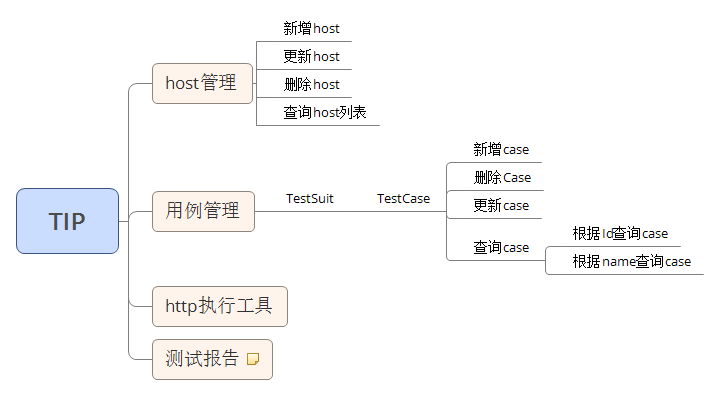 TIP
host管理
新增host
更新host
删除host
查询host列表
用例管理
TestSuit
TestCase
新增case
删除Case
更新case
查询case
根据Id查询case
根据name查询case
http执行工具
测试报告